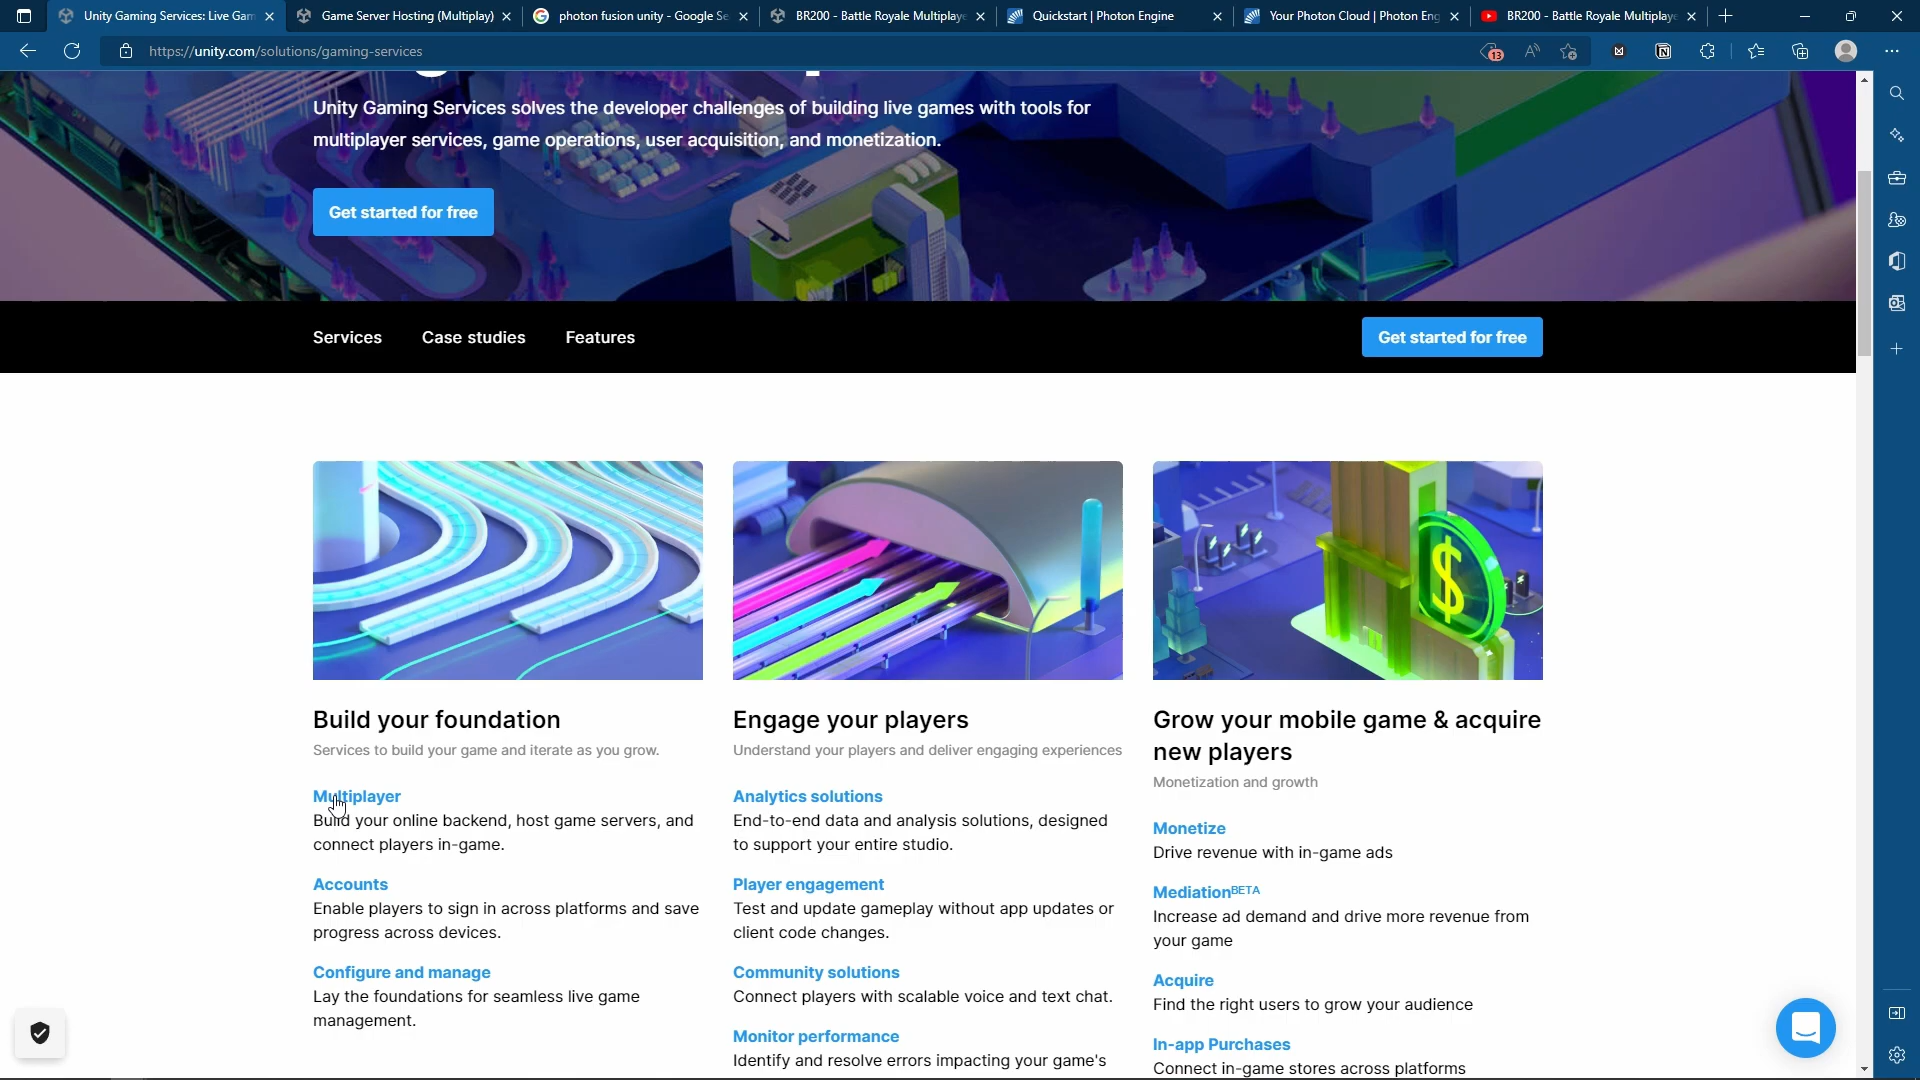 Unity Gaming Services: Live Gam
Game Server Hosting (Multiplay)
photon fusion unity - Google Se
BR200 - Battle Royale Multiplaye
Quickstart | Photon Engine
Your Photon Cloud | Photon Eng
BR200 - Battle Royale Multiplaye
https://unity.com/solutions/gaming-services
13
Unity Gaming Services solves the developer challenges of building live games with tools for
multiplayer services, game operations, user acquisition, and monetization.
Get started for free
Services
Case studies
Features
Get started for free
Build your foundation
Services to build your game and iterate as you grow.
Multiplayer
Build your online backend, host game servers, and
connect players in-game.
Accounts
Enable players to sign in across platforms and save
progress across devices.
Configure and manage
Lay the foundations for seamless live game
management.
Engage your players
Understand your players and deliver engaging experiences
Analytics solutions
End-to-end data and analysis solutions, designed
to support your entire studio.
Player engagement
Test and update gameplay without app updates or
client code changes.
Community solutions
Connect players with scalable voice and text chat.
Monitor performance
Identify and resolve errors impacting your game's
$
Grow your mobile game & acquire
new players
Monetization and growth
Monetize
Drive revenue with in-game ads
MediationBETA
Increase ad demand and drive more revenue from
your game
Acquire
Find the right users to grow your audience
In-app Purchases
Connect in-game stores across platforms